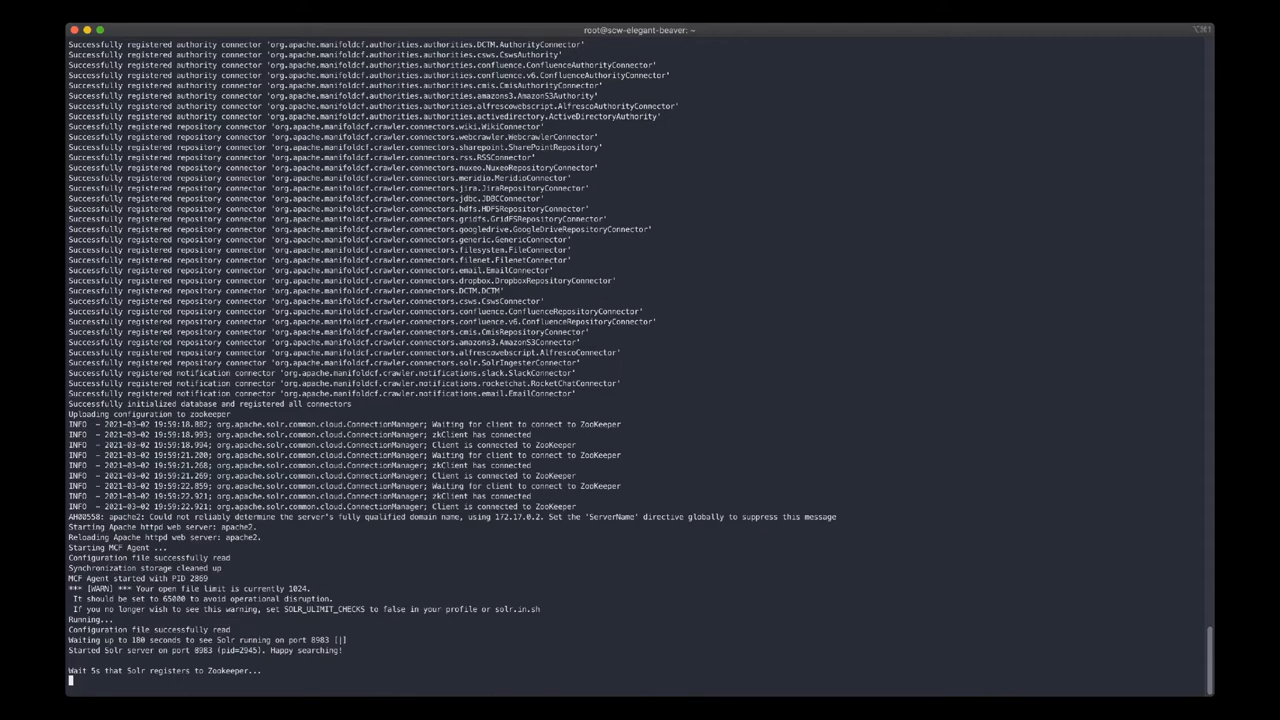 root@scw-elegant-beaver: ~
Successfully registered authority connector 'org.apache.manifoldcf.authorities.authorities.DCTM.AuthorityConnector'
Successfully registered authority connector 'org.apache.manifoldcf.authorities.authorities.csws.CswsAuthority'
Successfully registered authority connector 'org.apache.manifoldcf.authorities.authorities.confluence.ConfluenceAuthorityConnector'
Successfully registered authority connector 'org.apache.manifoldcf.authorities.authorities.confluence.v6.ConfluenceAuthorityConnector'
Successfully registered authority connector 'org.apache.manifoldcf.authorities.authorities.cmis.CmisAuthorityConnector'
Successfully registered authority connector 'org.apache.manifoldcf.authorities.authorities.amazons3.AmazonS3Authority'
Successfully registered authority connector 'org.apache.manifoldcf.authorities.authorities.alfrescowebscript.AlfrescoAuthorityConnector'
Successfully registered authority connector 'org.apache.manifoldcf.authorities.authorities.activedirectory.ActiveDirectoryAuthority'
Successfully registered repository connector 'org.apache.manifoldcf.crawler.connectors.wiki.WikiConnector'
Successfully registered repository connector 'org.apache.manifoldcf.crawler.connectors.webcrawler.WebcrawlerConnector'
Successfully registered repository connector 'org.apache.manifoldcf.crawler.connectors.sharepoint.SharePointRepository'
Successfully registered repository connector 'org.apache.manifoldcf.crawler.connectors.rss.RSSConnector'
Successfully registered repository connector 'org.apache.manifoldcf.crawler.connectors.nuxeo.NuxeoRepositoryConnector'
Successfully registered repository connector 'org.apache.manifoldcf.crawler.connectors.meridio.MeridioConnector'
Successfully registered repository connector 'org.apache.manifoldcf.crawler.connectors.jira.JiraRepositoryConnector'
Successfully registered repository connector 'org.apache.manifoldcf.crawler.connectors.jdbc.JDBCConnector'
Successfully registered repository connector 'org.apache.manifoldcf.crawler.connectors.hdfs.HDFSRepositoryConnector'
Successfully registered repository connector 'org.apache.manifoldcf.crawler.connectors.gridfs.GridFSRepositoryConnector'
Successfully registered repository connector 'org.apache.manifoldcf.crawler.connectors.googledrive.GoogleDriveRepositoryConnector'
Successfully registered repository connector 'org.apache.manifoldcf.crawler.connectors.generic.GenericConnector'
Successfully registered repository connector 'org.apache.manifoldcf.crawler.connectors.filesystem.FileConnector'
Successfully registered repository connector 'org.apache.manifoldcf.crawler.connectors.filenet.FilenetConnector'
Successfully registered repository connector 'org.apache.manifoldcf.crawler.connectors.email.EmailConnector'
Successfully registered repository connector 'org.apache.manifoldcf.crawler.connectors.dropbox.DropboxRepositoryConnector'
Successfully registered repository connector 'org.apache.manifoldcf.crawler.connectors.DCTM.DCTM'
Successfully registered repository connector 'org.apache.manifoldcf.crawler.connectors.csws.CswsConnector'
Successfully registered repository connector 'org.apache.manifoldcf.crawler.connectors.confluence.ConfluenceRepositoryConnector'
Successfully registered repository connector 'org.apache.manifoldcf.crawler.connectors.confluence.v6.ConfluenceRepositoryConnector'
Successfully registered repository connector 'org.apache.manifoldcf.crawler.connectors.cmis.CmisRepositoryConnector'
Successfully registered repository connector 'org.apache.manifoldcf.crawler.connectors.amazons3.AmazonS3Connector'
Successfully registered repository connector 'org.apache.manifoldcf.crawler.connectors.alfrescowebscript.AlfrescoConnector'
Successfully registered repository connector 'org.apache.manifoldcf.crawler.connectors.solr.SolrIngesterConnector'
Successfully registered notification connector 'org.apache.manifoldcf.crawler.notifications.slack.SlackConnector'
Successfully registered notification connector 'org.apache.manifoldcf.crawler.notifications.rocketchat.RocketChatConnector'
Successfully registered notification connector 'org.apache.manifoldcf.crawler.notifications.email.EmailConnector'
Successfully initialized database and registered all connectors
Uploading configuration to zookeeper
INFO  - 2021-03-02 19:59:18.882; org.apache.solr.common.cloud.ConnectionManager; Waiting for client to connect to ZooKeeper
INFO  - 2021-03-02 19:59:18.993; org.apache.solr.common.cloud.ConnectionManager; zkClient has connected
INFO  - 2021-03-02 19:59:18.994; org.apache.solr.common.cloud.ConnectionManager; Client is connected to ZooKeeper
INFO  - 2021-03-02 19:59:21.200; org.apache.solr.common.cloud.ConnectionManager; Waiting for client to connect to ZooKeeper
INFO  - 2021-03-02 19:59:21.268; org.apache.solr.common.cloud.ConnectionManager; zkClient has connected
INFO  - 2021-03-02 19:59:21.269; org.apache.solr.common.cloud.ConnectionManager; Client is connected to ZooKeeper
INFO  - 2021-03-02 19:59:22.859; org.apache.solr.common.cloud.ConnectionManager; Waiting for client to connect to ZooKeeper
INFO  - 2021-03-02 19:59:22.921; org.apache.solr.common.cloud.ConnectionManager; zkClient has connected
INFO  - 2021-03-02 19:59:22.921; org.apache.solr.common.cloud.ConnectionManager; Client is connected to ZooKeeper
AH00558: apache2: Could not reliably determine the server's fully qualified domain name, using 172.17.0.2. Set the 'ServerName' directive globally to suppress this message
Starting Apache httpd web server: apache2.
Reloading Apache httpd web server: apache2.
Starting MCF Agent ...
Configuration file successfully read
Synchronization storage cleaned up
MCF Agent started with PID 2869
*** [WARN] *** Your open file limit is currently 1024.
 It should be set to 65000 to avoid operational disruption.
 If you no longer wish to see this warning, set SOLR_ULIMIT_CHECKS to false in your profile or solr.in.sh
Running...
Configuration file successfully read
Waiting up to 180 seconds to see Solr running on port 8983 [|]
Started Solr server on port 8983 (pid=2945). Happy searching!
Wait 5s that Solr registers to Zookeeper...